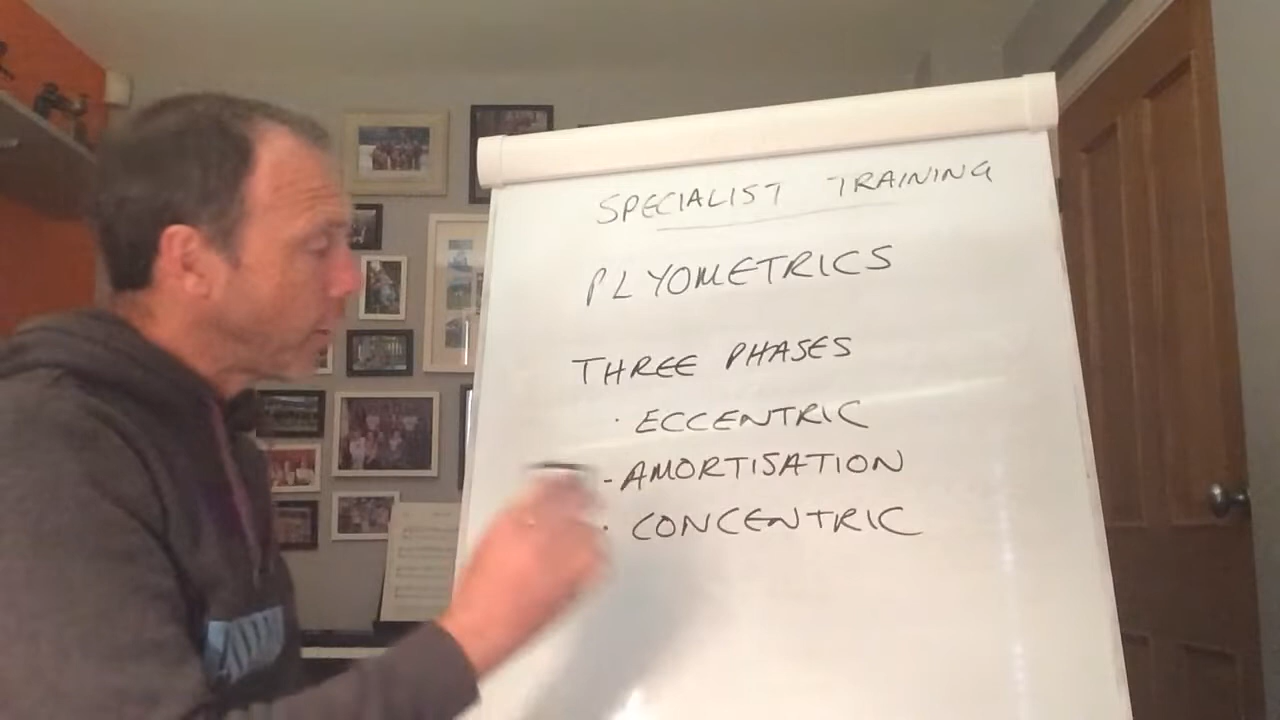 SPECIALIST TRAINING
PLYOMETRICS
THREE PHASES
· ECCENTRIC
- AMORTISATION
· CONCENTRIC